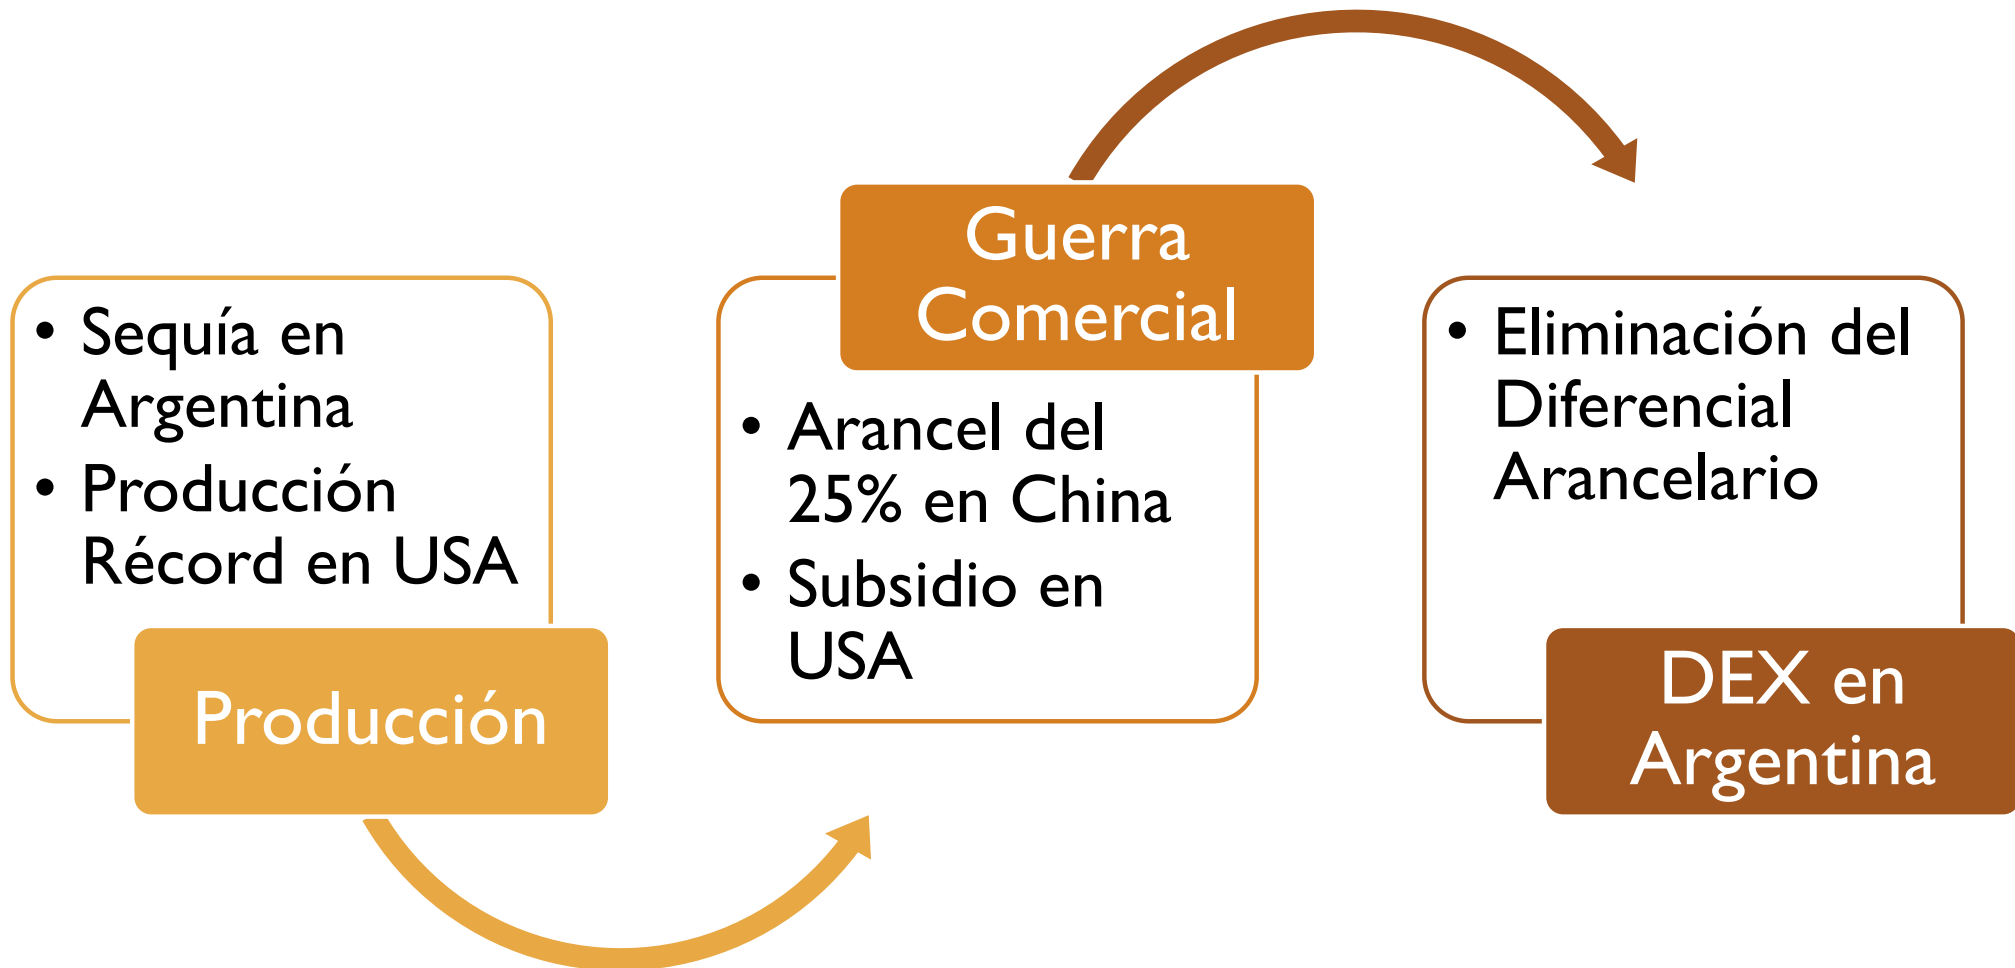 • Sequía en
Argentina
• Producción
Récord en USA
Producción
Guerra
Comercial
• Arancel del
25% en China
• Subsidio en
USA
• Eliminación del
Diferencial
Arancelario
DEX en
Argentina